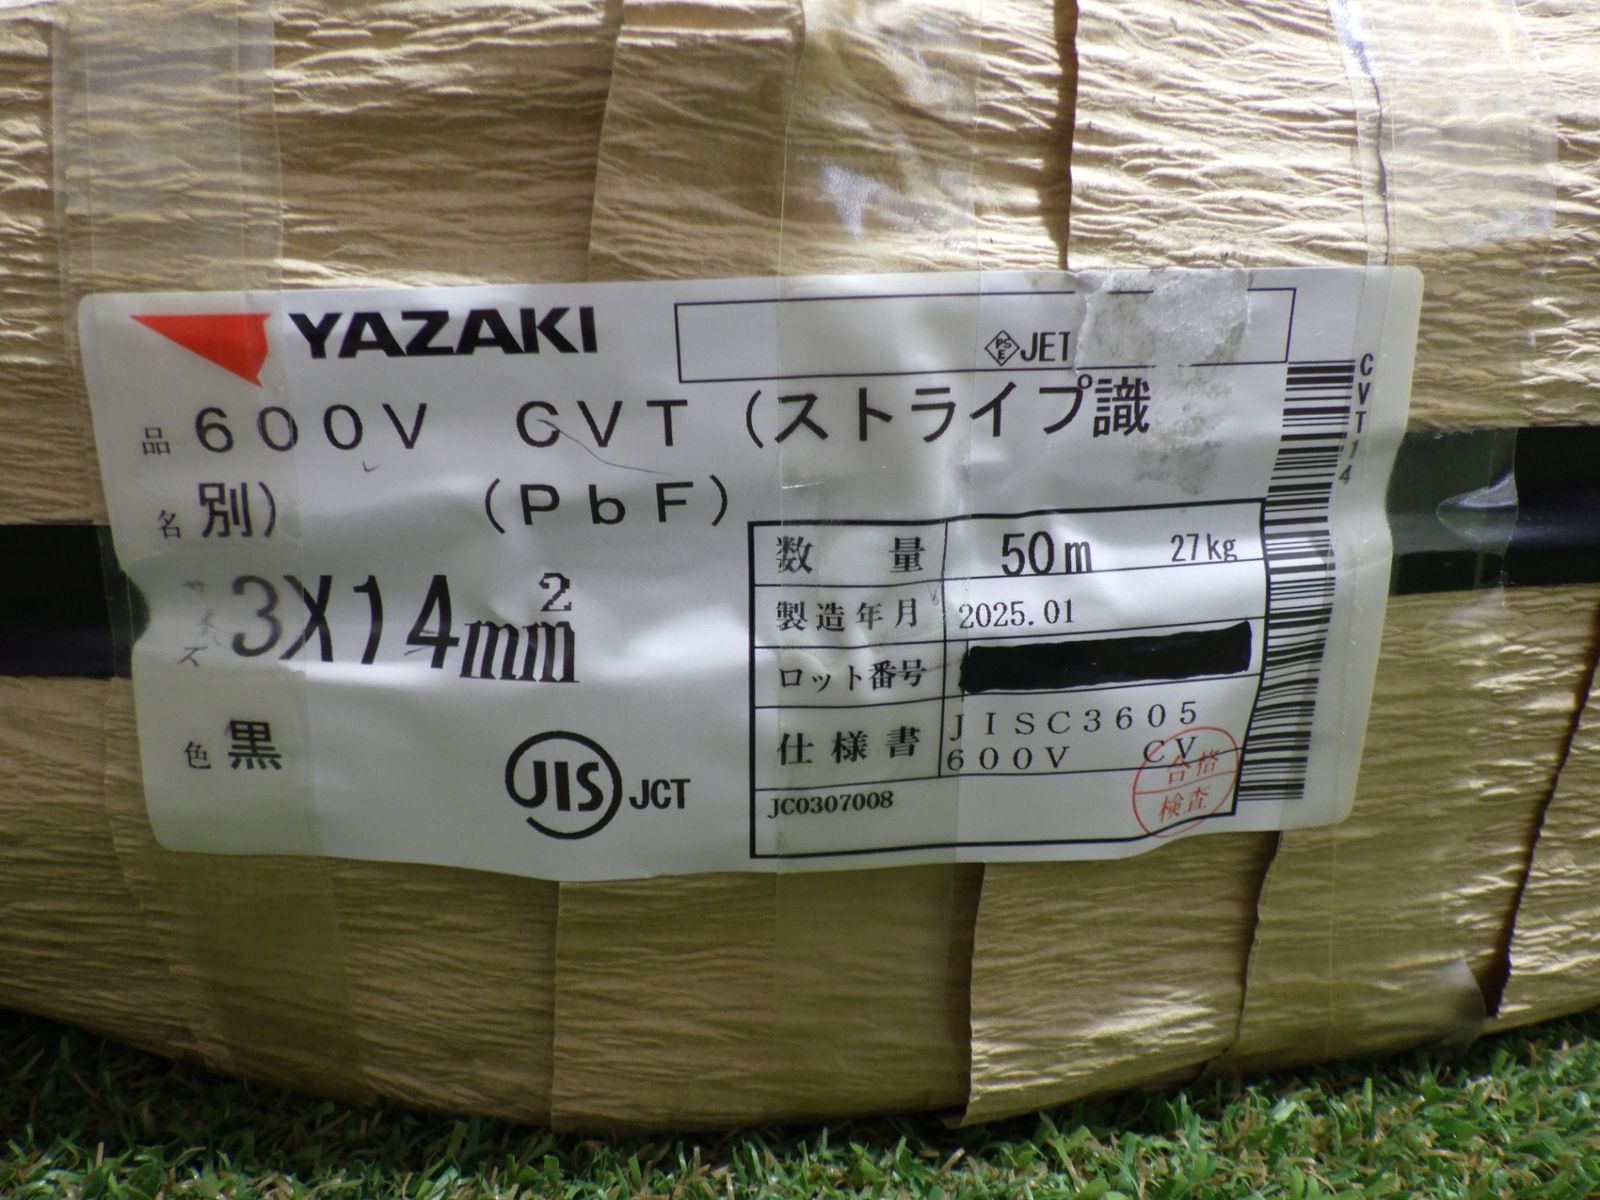 YAZAKI
PSE JET
品名 600V CVT (ストライプ識
別) (PbF)
サイズ 3X14mm2
色 黒
JIS JCT
数量 50m 27kg
製造年月 2025.01
ロット番号
仕様書 JISC3605
600V CV
JC0307008
合格
検査
CVT14